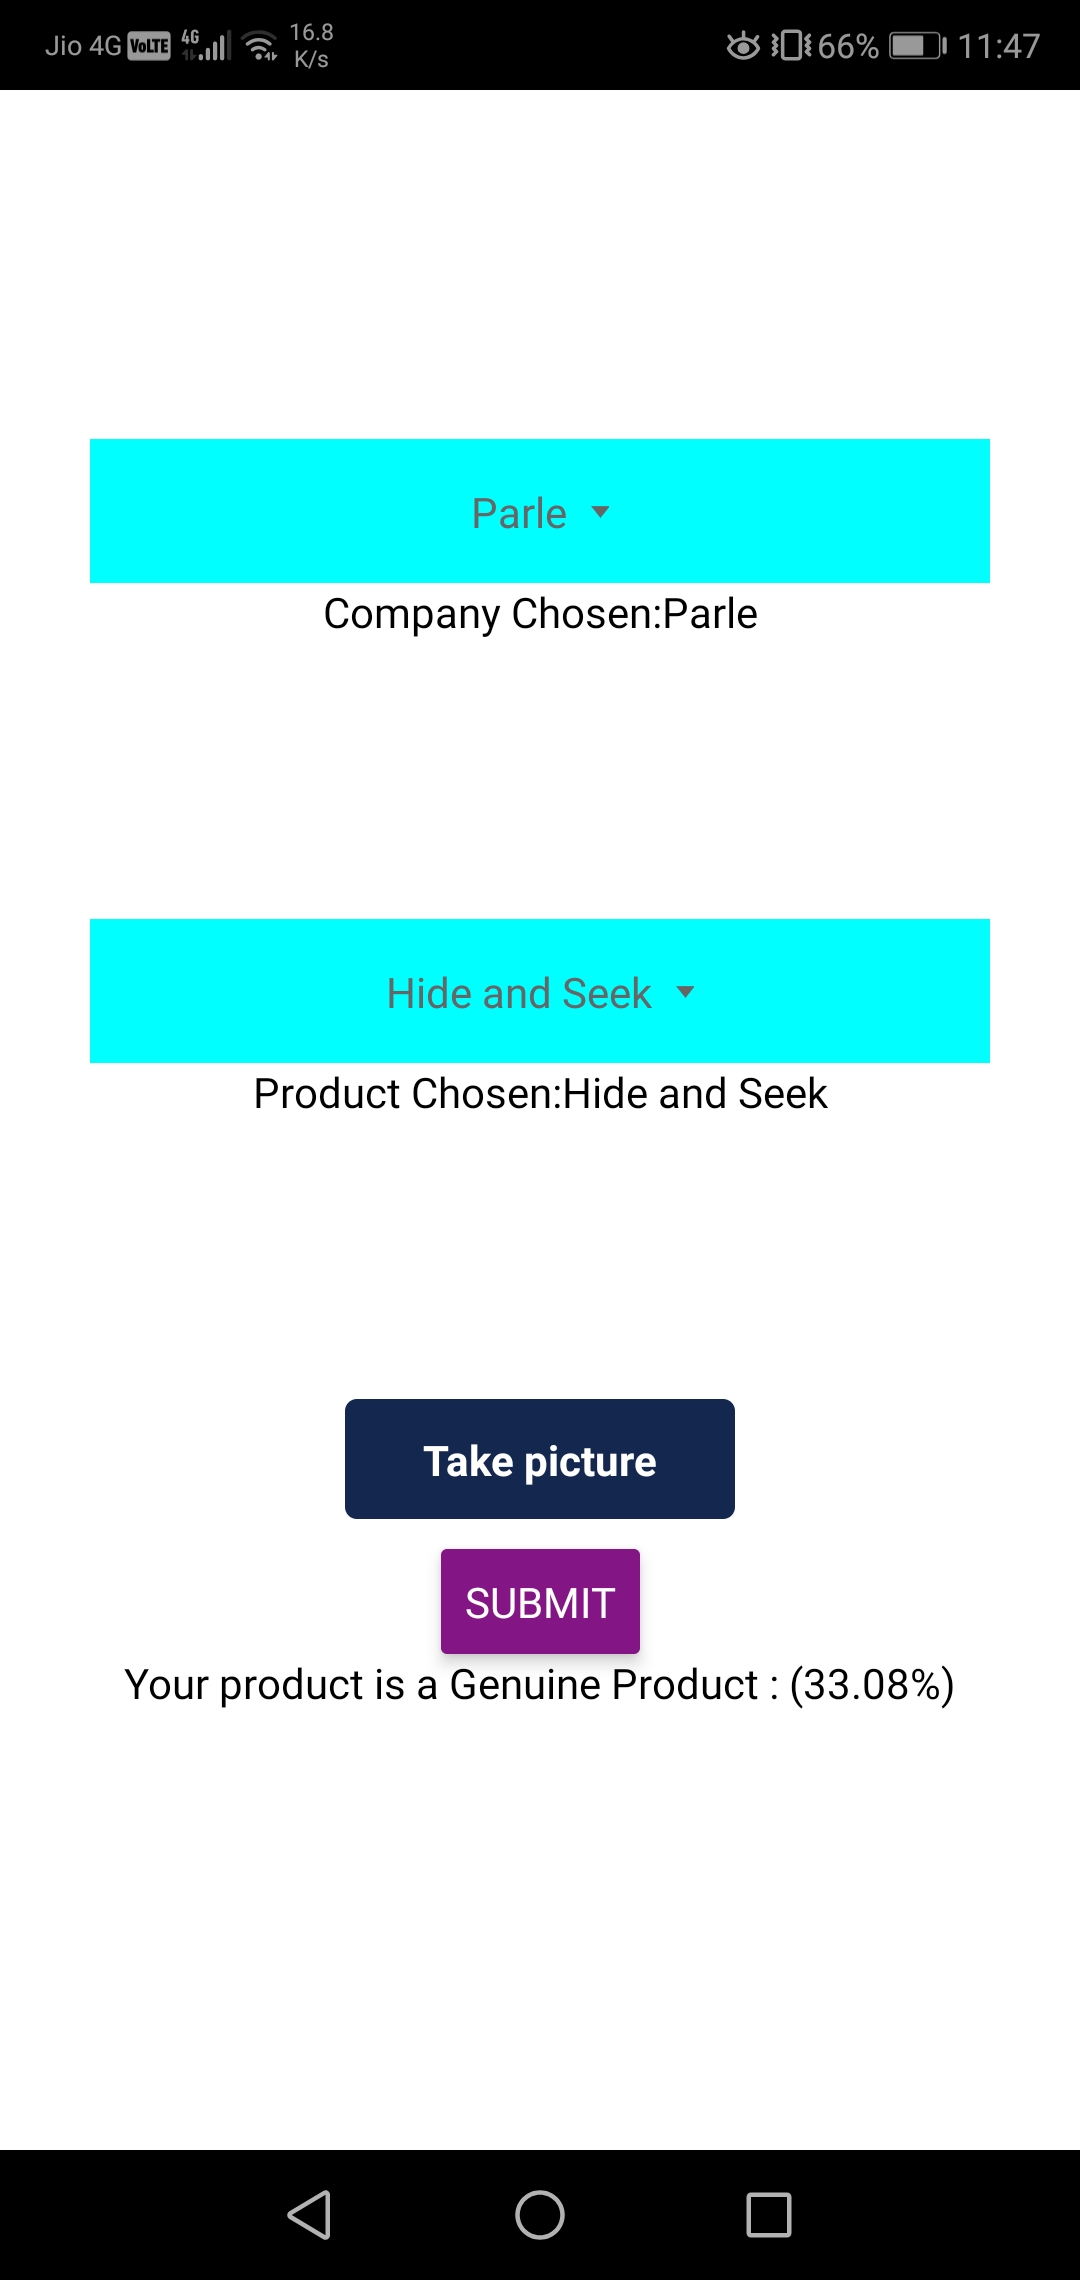 Jio 4G VoLTE 4G 16.8 K/s 66% 11:47
Parle
Company Chosen:Parle
Hide and Seek
Product Chosen:Hide and Seek
Take picture
SUBMIT
Your product is a Genuine Product : (33.08%)